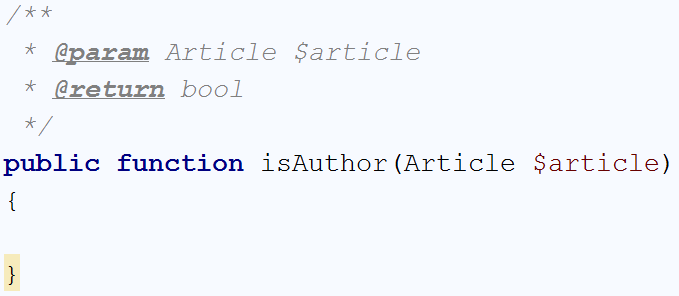 /**
 * @param Article $article
 * @return bool
 */
public function isAuthor(Article $article)
{
}